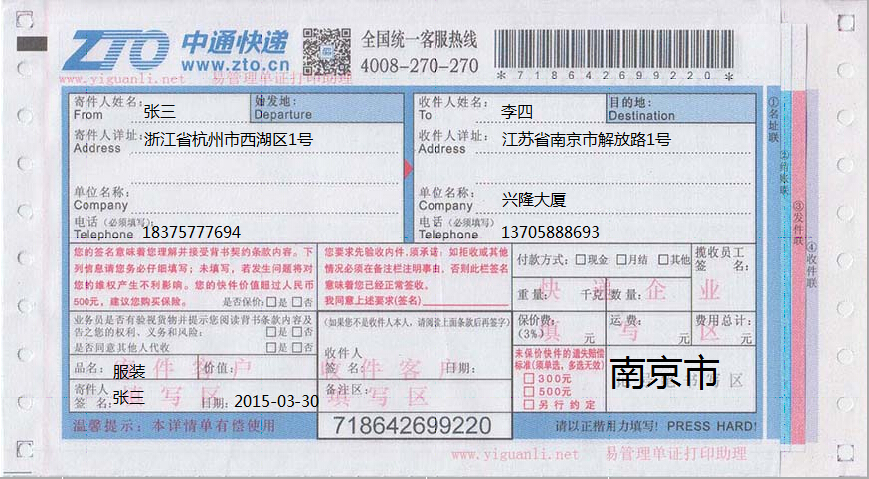 ZTO 中通快递
www.zto.cn
全国统一客服热线
4008-270-270
*718642699220*
www.yiguanli.net 易管理单证打印助理
寄件人姓名: 张三 始发地:
From Departure
收件人姓名: 李四 目的地:
To Destination
寄件人详址: 浙江省杭州市西湖区1号
Address
收件人详址: 江苏省南京市解放路1号
Address
单位名称:
Company
单位名称: 兴隆大厦
Company
电话 (必须填写):
Telephone 18375777694
电话 (必须填写)
Telephone 13705888693
①名址联
②结账联
③发件联
④收件联
您的签名意味着您理解并接受背书契约条款内容。下
列信息请您务必仔细填写;未填写,若发生问题将对
您的维权产生不利影响。您的快件价值超过人民币
500元,建议您购买保险。 是否保价:□是□否
您要求先验收内件,须承诺:如拒收或其他
情况必须在备注栏注明事由,否则此栏签名
意味着您已经正常签收。
我同意上述要求(签名)
付款方式:□现金 □月结 □其他
揽收员工
签 名:
重量: 千克 数量:
快递企业
填写区
业务员是否有验视货物并提示您阅读背书条款内容及
告之您的权利、义务和风险: □是□否
是否同意其他人代收 □是□否
(如果您不是收件人本人,请阅读上面条款后再签字)
保价费:
(3%) 元
运费:
元
费用总计:
元
收件人
签 名: 日期:
收件客户
填写区
未保价快件的遗失赔偿
标准(须单选,多选无效)
□300元
□500元
□另行约定
南京市
书写区
品名: 服装 价值:
寄件客户
填写区
寄件人
签 名: 张三 日期: 2015-03-30
备注区:
温馨提示:本详情单有偿使用
718642699220
请以正楷用力填写! PRESS HARD!
www.yiguanli.net 易管理单证打印助理